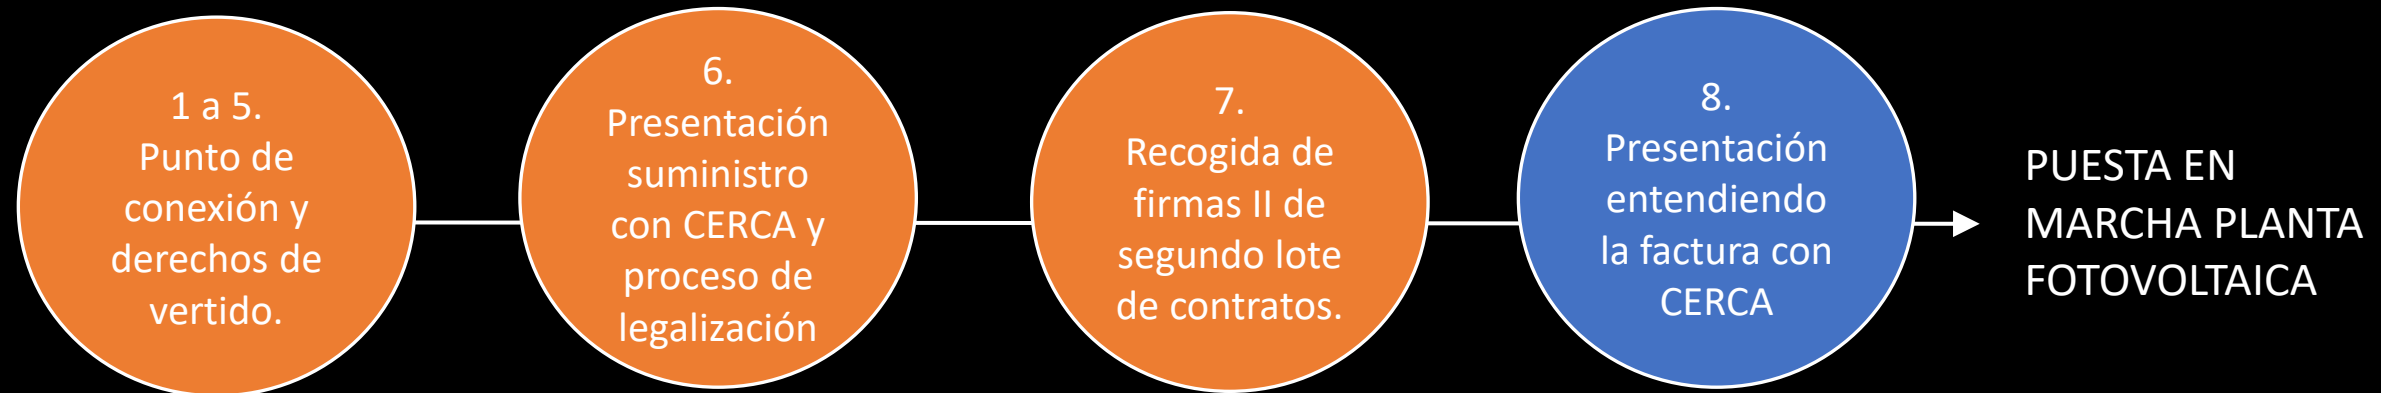 1 a 5.
Punto de
conexión y
derechos de
vertido.
6.
Presentación
suministro
con CERCA y
proceso de
legalización
7.
Recogida de
firmas II de
segundo lote
de contratos.
8.
Presentación
entendiendo
la factura con
CERCA
PUESTA EN
MARCHA PLANTA
FOTOVOLTAICA